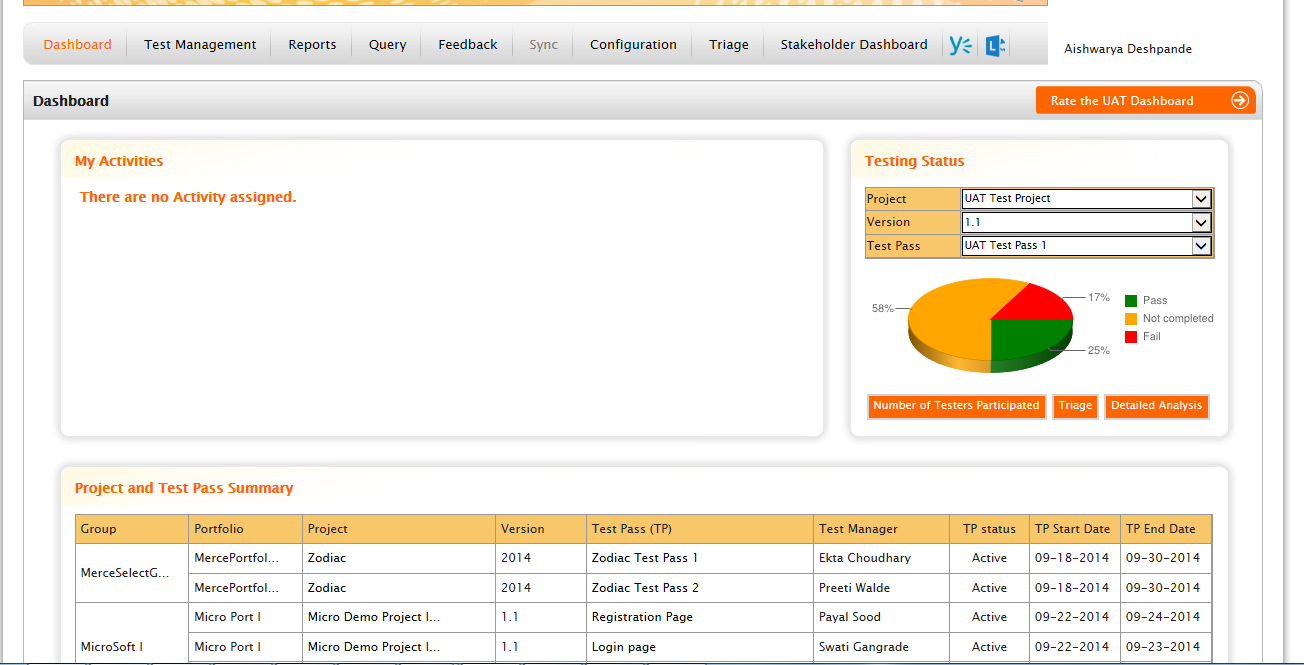 Dashboard Test Management Reports Query Feedback Sync Configuration Triage Stakeholder Dashboard Aishwarya Deshpande
Dashboard Rate the UAT Dashboard
My Activities
There are no Activity assigned.
Testing Status
Project UAT Test Project
Version 1.1
Test Pass UAT Test Pass 1
58%
17%
25%
Pass
Not completed
Fail
Number of Testers Participated Triage Detailed Analysis
Project and Test Pass Summary
Group Portfolio Project Version Test Pass (TP) Test Manager TP status TP Start Date TP End Date
MerceSelectG... MercePortfol... Zodiac 2014 Zodiac Test Pass 1 Ekta Choudhary Active 09-18-2014 09-30-2014
MercePortfol... Zodiac 2014 Zodiac Test Pass 2 Preeti Walde Active 09-18-2014 09-30-2014
MicroSoft I Micro Port I Micro Demo Project I... 1.1 Registration Page Payal Sood Active 09-22-2014 09-24-2014
Micro Port I Micro Demo Project I... 1.1 Login page Swati Gangrade Active 09-22-2014 09-23-2014